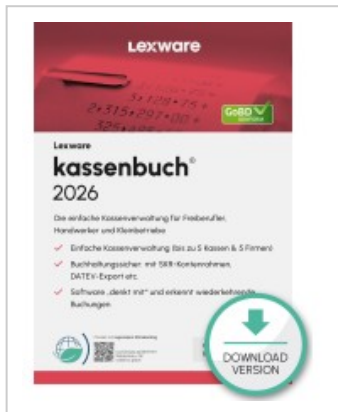 Lexware
GoBD
Lexware
kassenbuch®
2026
Die einfache Kassenverwaltung für Freiberufler,
Handwerker und Kleinbetriebe
Einfache Kassenverwaltung (bis zu 5 Kassen & 5 Firmen)
Buchhaltungssicher: mit SKR-Kontenrahmen,
DATEV-Export etc.
Software „denkt mit“ und erkennt wiederkehrende
Buchungen
DOWNLOAD
VERSION